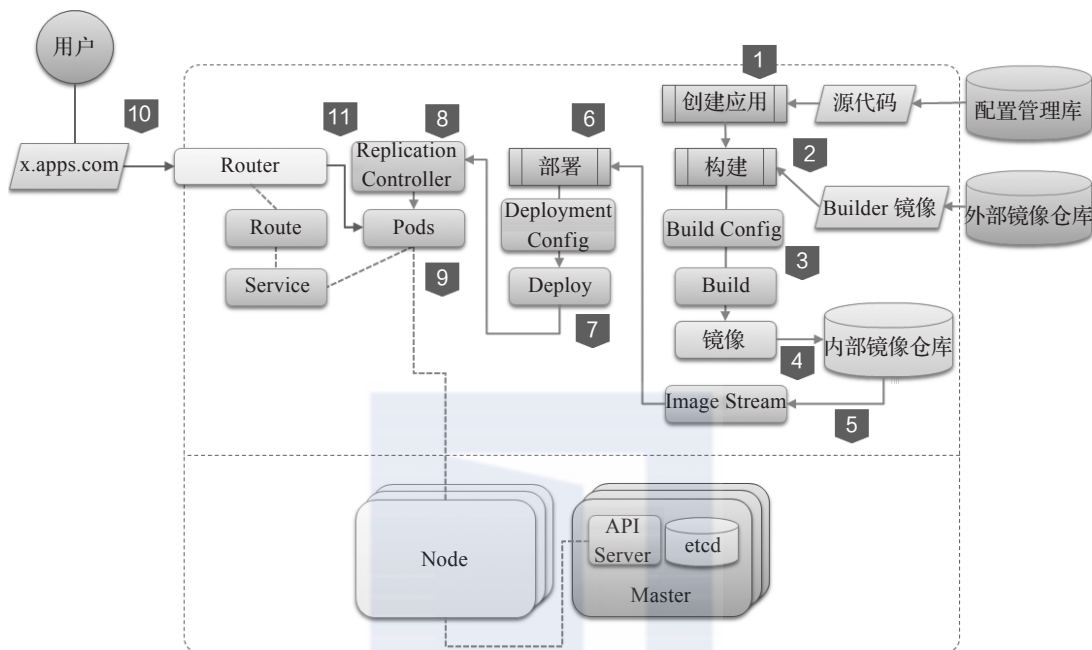 用户
1
10
11
8
6
创建应用
源代码
配置管理库
x.apps.com
Router
Replication
Controller
部署
构建
2
Builder 镜像
外部镜像仓库
Route
Pods
Deployment
Config
Build Config
3
Service
9
Deploy
Build
7
镜像
4
内部镜像仓库
Image Stream
5
Node
API
Server
etcd
Master